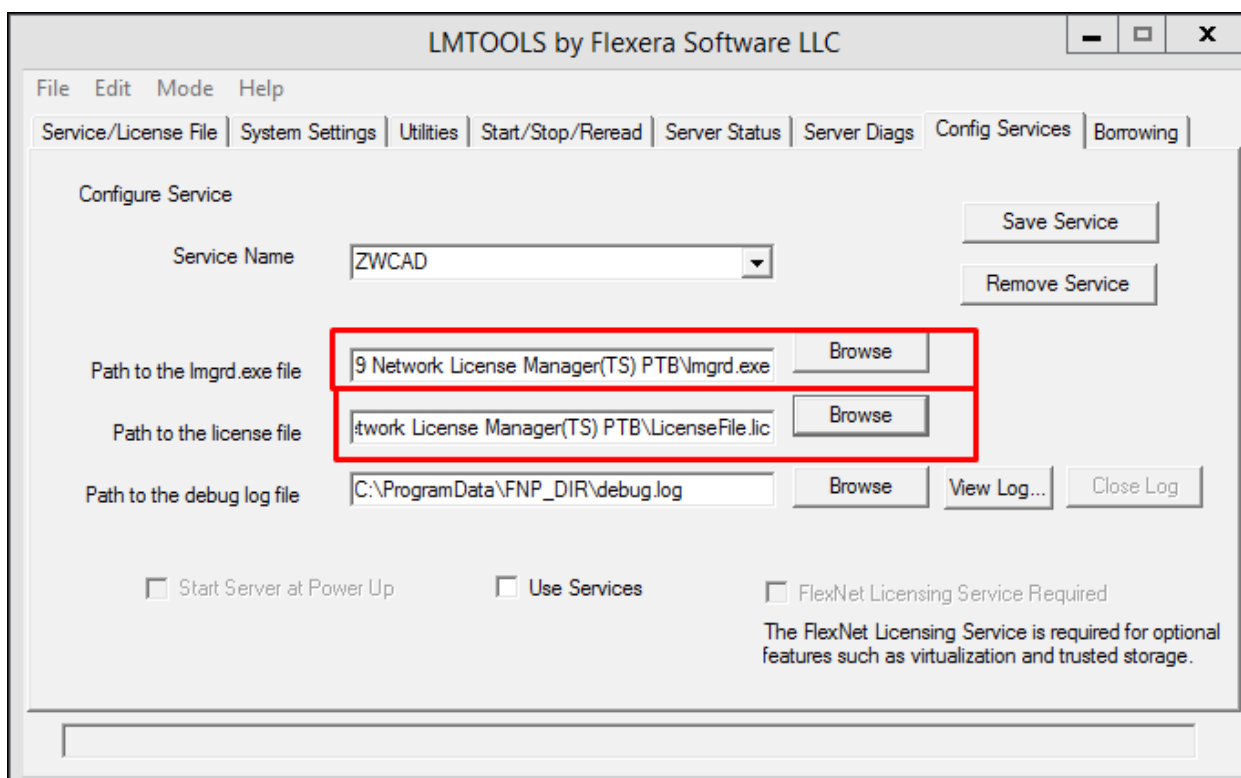 LMTOOLS by Flexera Software LLC
File Edit Mode Help
Service/License File System Settings Utilities Start/Stop/Reread Server Status Server Diags Config Services Borrowing
Configure Service
Save Service
Service Name ZWCAD
Remove Service
Path to the lmgrd.exe file 9 Network License Manager(TS) PTB\lmgrd.exe Browse
Path to the license file twork License Manager(TS) PTB\LicenseFile.lic Browse
Path to the debug log file C:\ProgramData\FNP_DIR\debug.log Browse View Log... Close Log
Start Server at Power Up Use Services FlexNet Licensing Service Required
The FlexNet Licensing Service is required for optional
features such as virtualization and trusted storage.